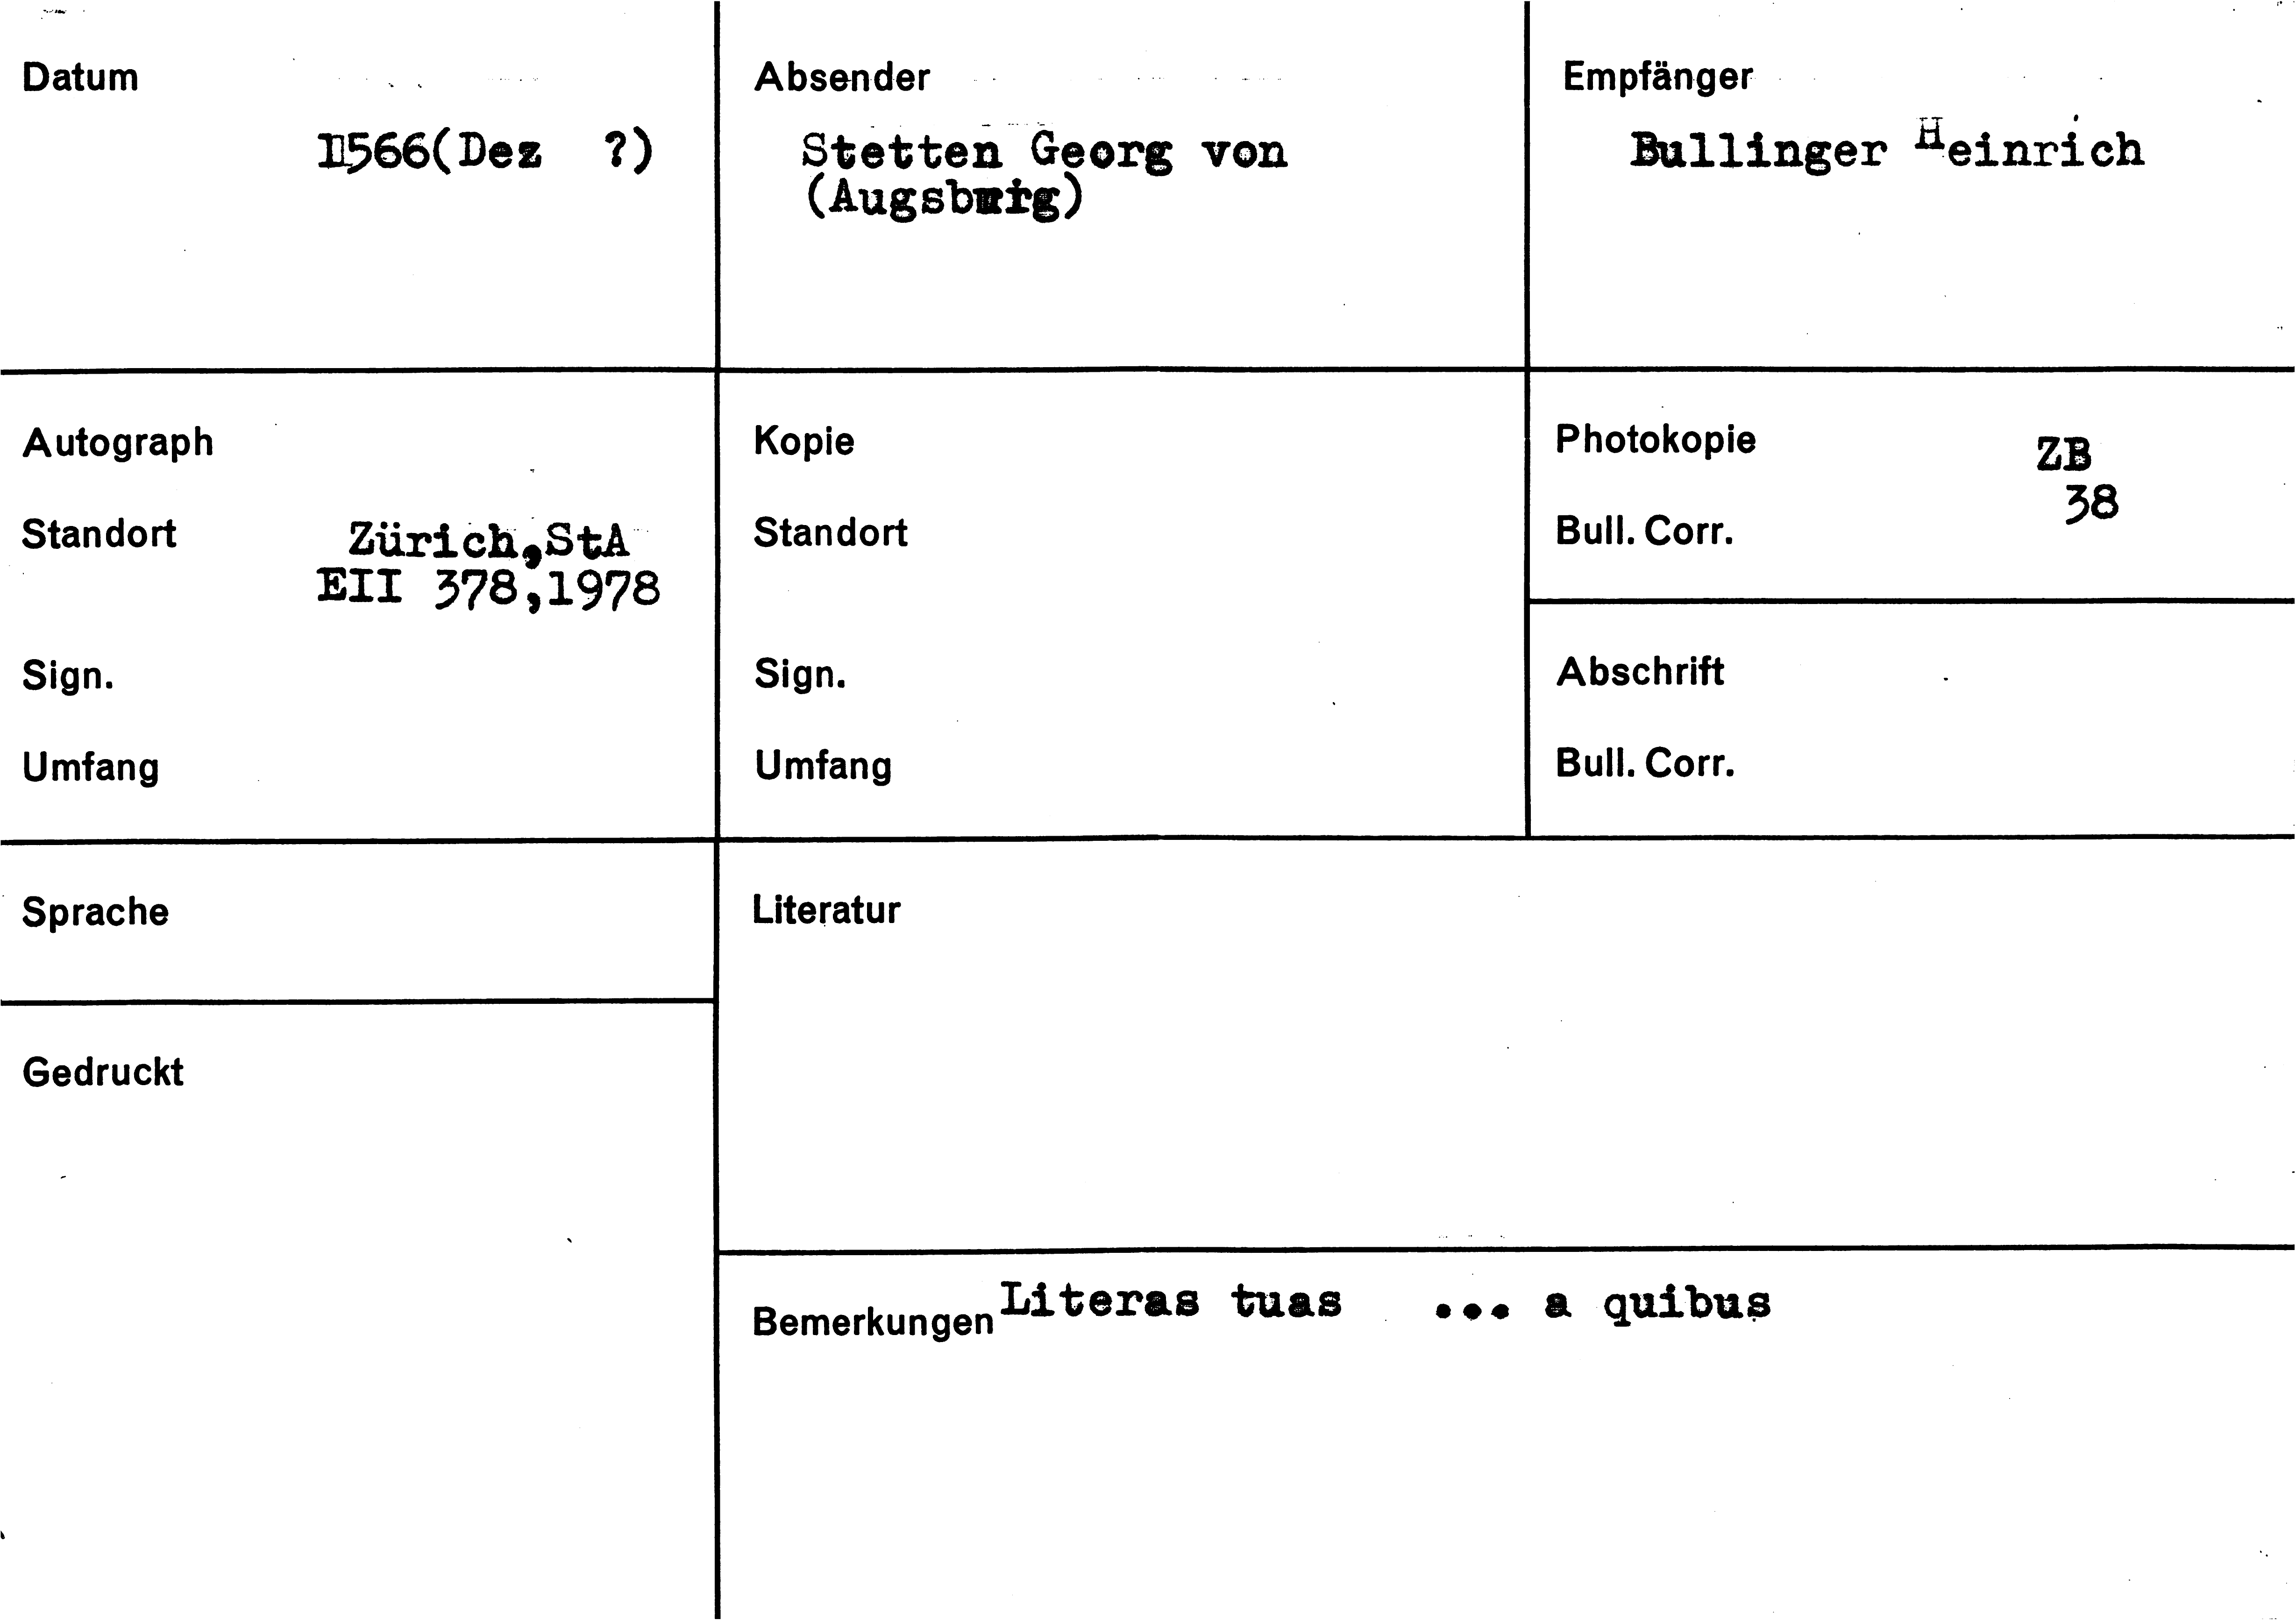 Datum
1566(Dez ?)
Absender
Stetten Georg von
(Augsburg)
Empfänger
Bullinger Heinrich
Autograph
Standort
Zürich,StA
EII 378,1978
Sign.
Umfang
Kopie
Standort
Sign.
Umfang
Photokopie
ZB
38
Bull. Corr.
Abschrift
Bull. Corr.
Sprache
Literatur
Gedruckt
Bemerkungen Literas tuas ... a quibus